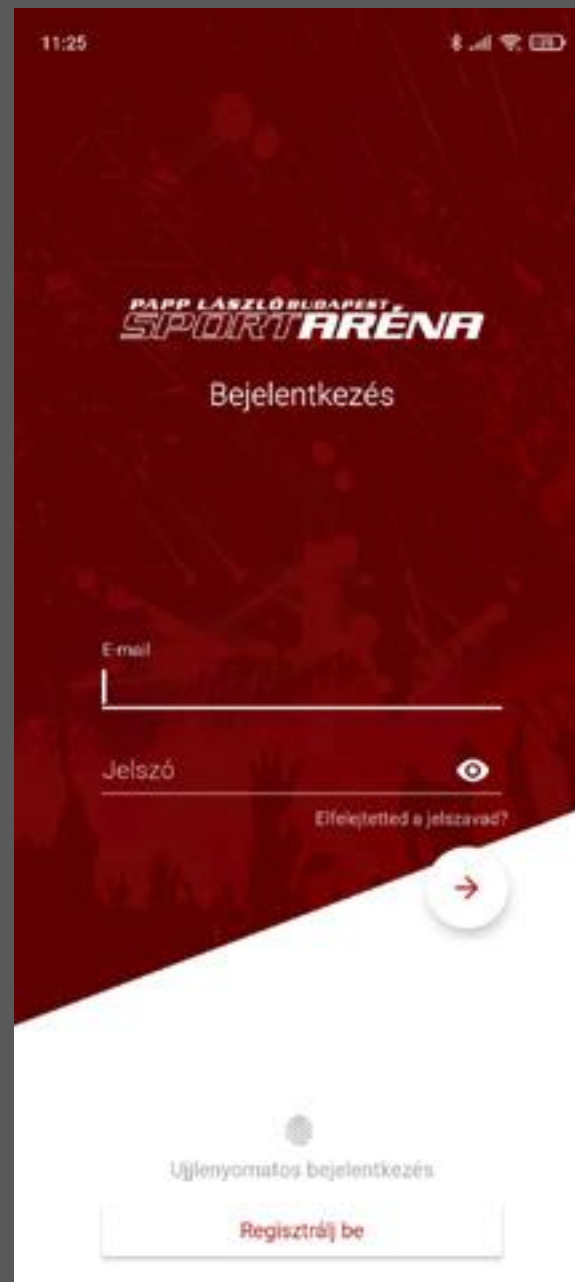 11:25
PAPP LÁSZLÓ BUDAPEST
SPORTARÉNA
Bejelentkezés
E-mail
Jelszó
Elfelejtetted a jelszavad?
Ujjlenyomatos bejelentkezés
Regisztrálj be